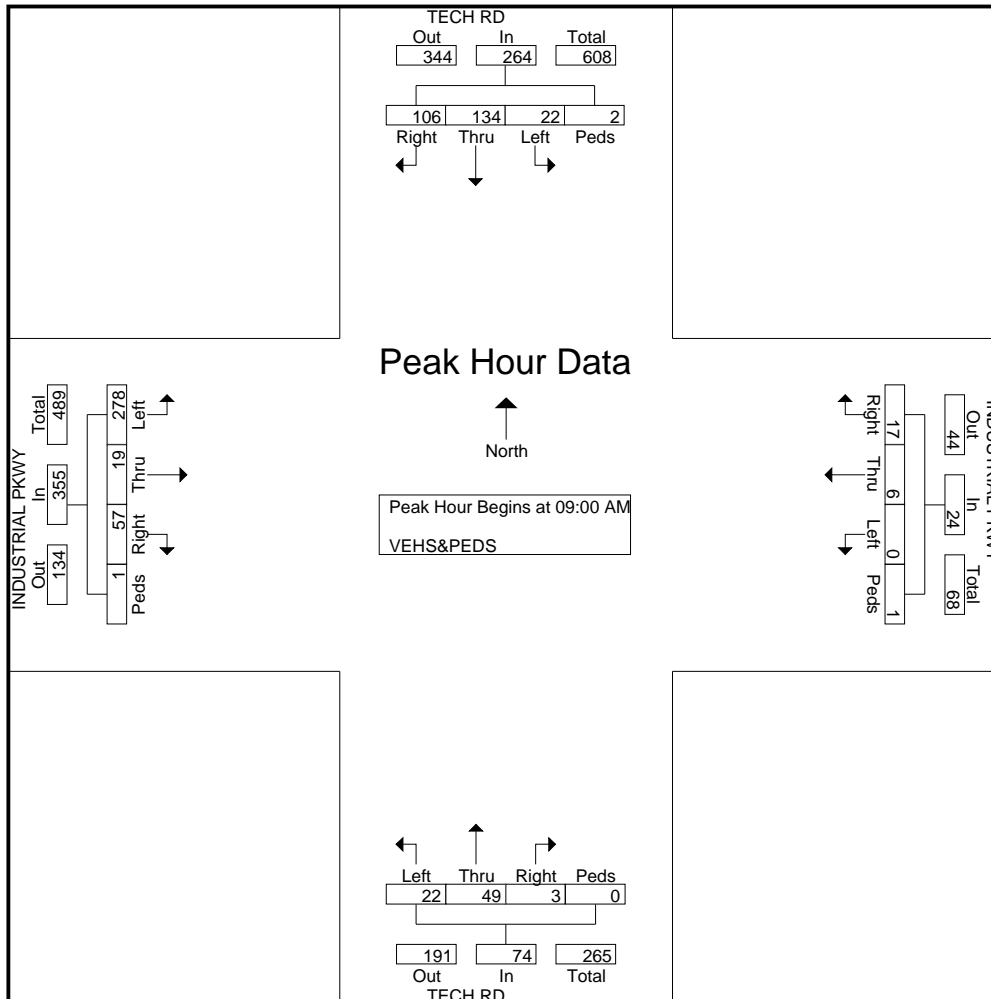 TECH RD
Out In Total
344 264 608
106 134 22 2
Right Thru Left Peds
Peak Hour Data
North
Peak Hour Begins at 09:00 AM
VEHS&PEDS
INDUSTRIAL PKWY
Out In Total
134 355 489
278 19 57 1
Left Thru Right Peds
Out In Total
44 24 68
17 6 0 1
Right Thru Left Peds
Left Thru Right Peds
22 49 3 0
191 74 265
Out In Total
TECH RD